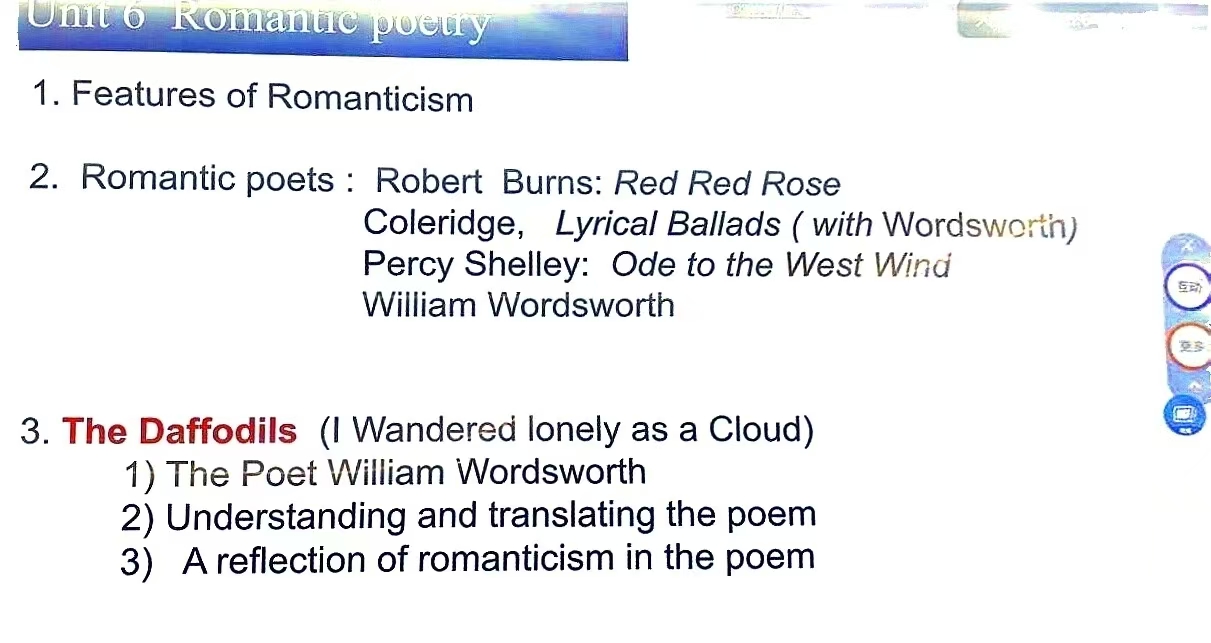 Unit 6 Romantic poetry
1. Features of Romanticism
2. Romantic poets : Robert Burns: Red Red Rose
Coleridge, Lyrical Ballads ( with Wordsworth)
Percy Shelley: Ode to the West Wind
William Wordsworth
互动
更多
3. The Daffodils (I Wandered lonely as a Cloud)
1) The Poet William Wordsworth
2) Understanding and translating the poem
3) A reflection of romanticism in the poem